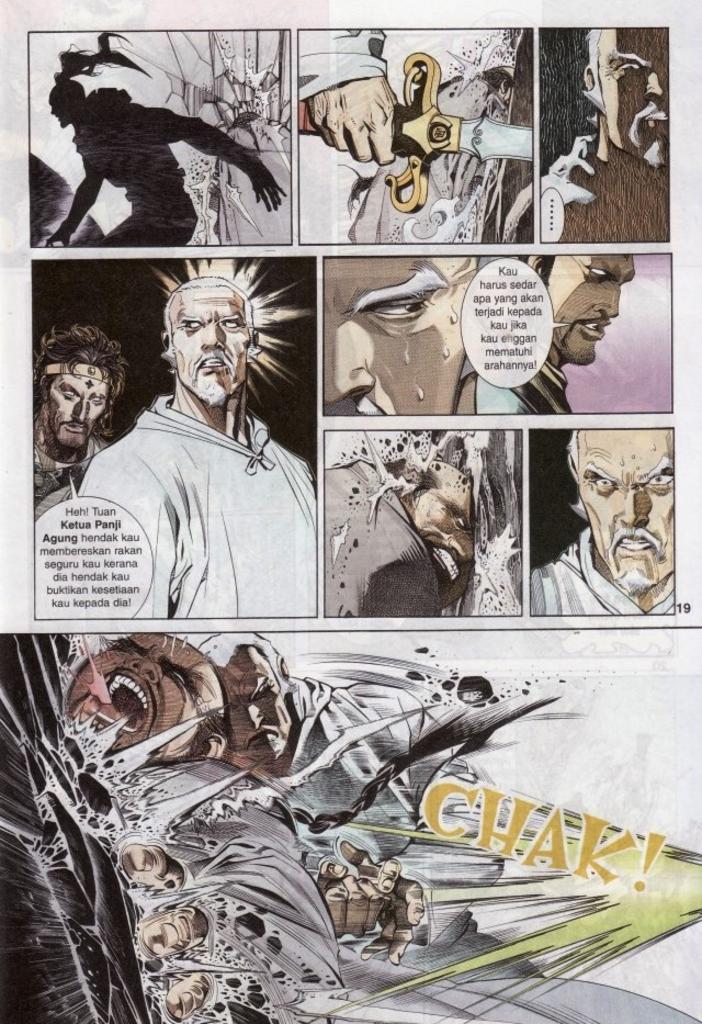 ......
Heh! Tuan
Ketua Panji
Agung hendak kau
membereskan rakan
seguru kau kerana
dia hendak kau
buktikan kesetiaan
kau kepada dia!
Kau
harus sedar
apa yang akan
terjadi kepada
kau jika
kau enggan
mematuhi
arahannya!
19
CHAK!